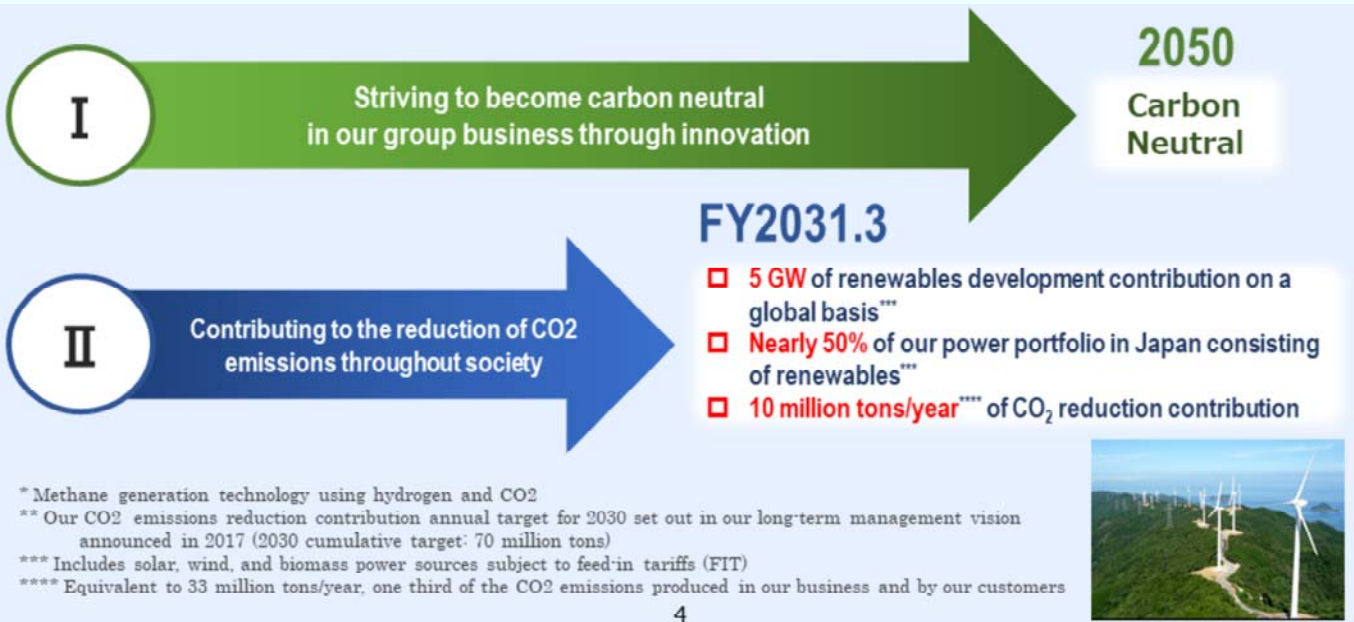 I
Striving to become carbon neutral
in our group business through innovation
2050
Carbon
Neutral
II
Contributing to the reduction of CO2
emissions throughout society
FY2031.3
5 GW of renewables development contribution on a
global basis***
Nearly 50% of our power portfolio in Japan consisting
of renewables***
10 million tons/year**** of CO₂ reduction contribution
* Methane generation technology using hydrogen and CO2
** Our CO2 emissions reduction contribution annual target for 2030 set out in our long-term management vision
announced in 2017 (2030 cumulative target: 70 million tons)
*** Includes solar, wind, and biomass power sources subject to feed-in tariffs (FIT)
**** Equivalent to 33 million tons/year, one third of the CO2 emissions produced in our business and by our customers
4